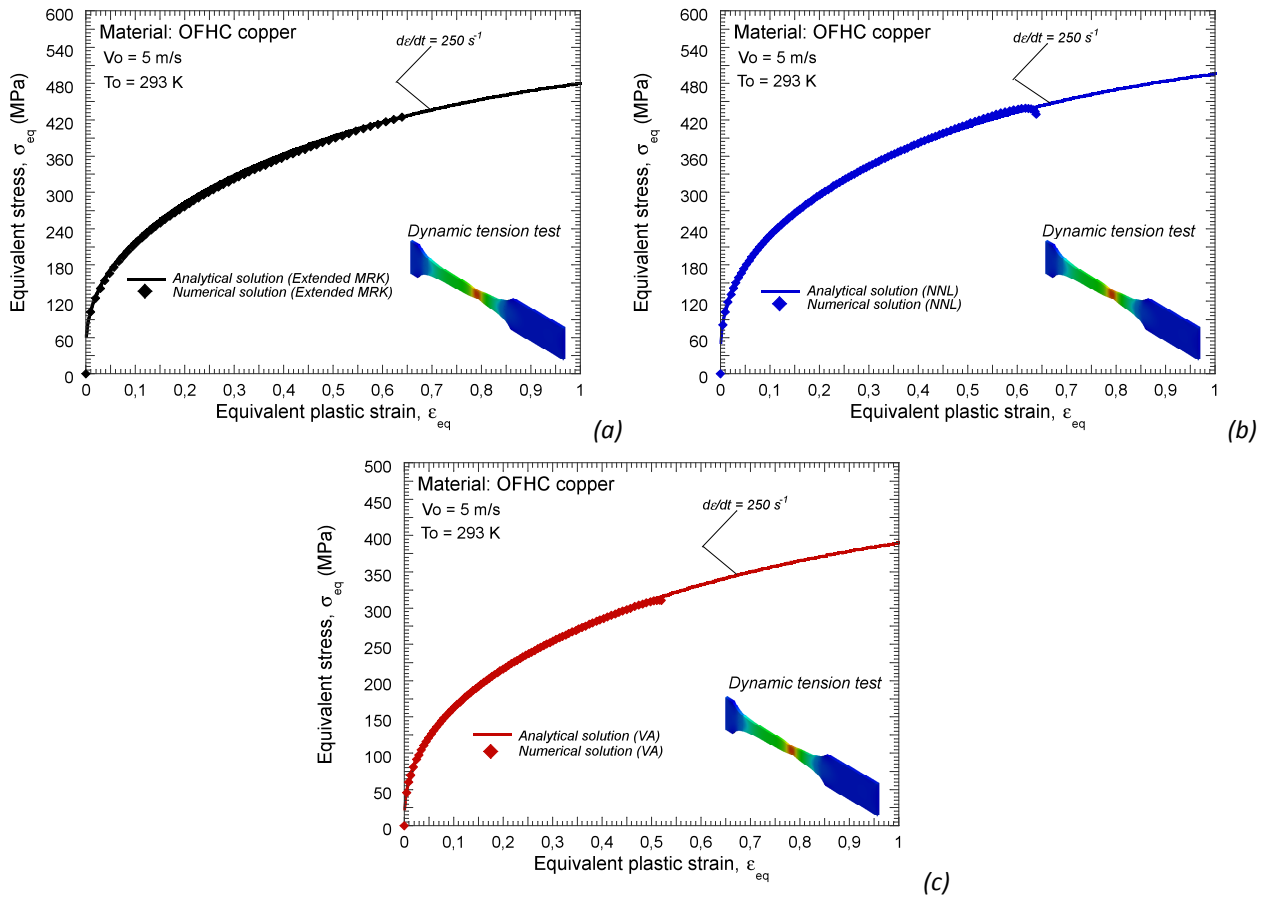 Material: OFHC copper
Vo = 5 m/s
To = 293 K
dε/dt = 250 s⁻¹
Equivalent stress, σ_eq (MPa)
600
540
480
420
360
300
240
180
120
60
0
Dynamic tension test
Analytical solution (Extended MRK)
Numerical solution (Extended MRK)
0 0,1 0,2 0,3 0,4 0,5 0,6 0,7 0,8 0,9 1
Equivalent plastic strain, ε_eq
(a)
Material: OFHC copper
Vo = 5 m/s
To = 293 K
dε/dt = 250 s⁻¹
Equivalent stress, σ_eq (MPa)
600
540
480
420
360
300
240
180
120
60
0
Dynamic tension test
Analytical solution (NNL)
Numerical solution (NNL)
0 0,1 0,2 0,3 0,4 0,5 0,6 0,7 0,8 0,9 1
Equivalent plastic strain, ε_eq
(b)
Material: OFHC copper
Vo = 5 m/s
To = 293 K
dε/dt = 250 s⁻¹
Equivalent stress, σ_eq (MPa)
500
450
400
350
300
250
200
150
100
50
0
Dynamic tension test
Analytical solution (VA)
Numerical solution (VA)
0 0,1 0,2 0,3 0,4 0,5 0,6 0,7 0,8 0,9 1
Equivalent plastic strain, ε_eq
(c)